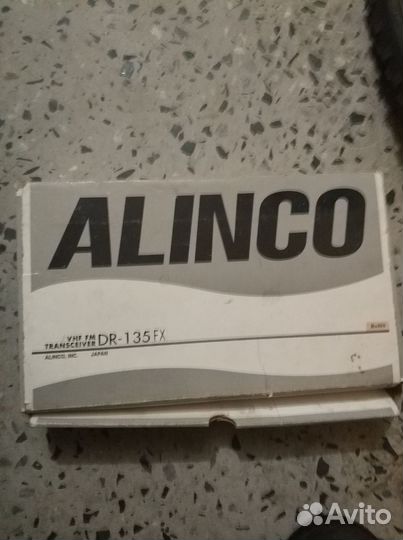 ALINCO
VHF FM
TRANSCEIVER DR-135FX
ALINCO, INC. JAPAN
Avito